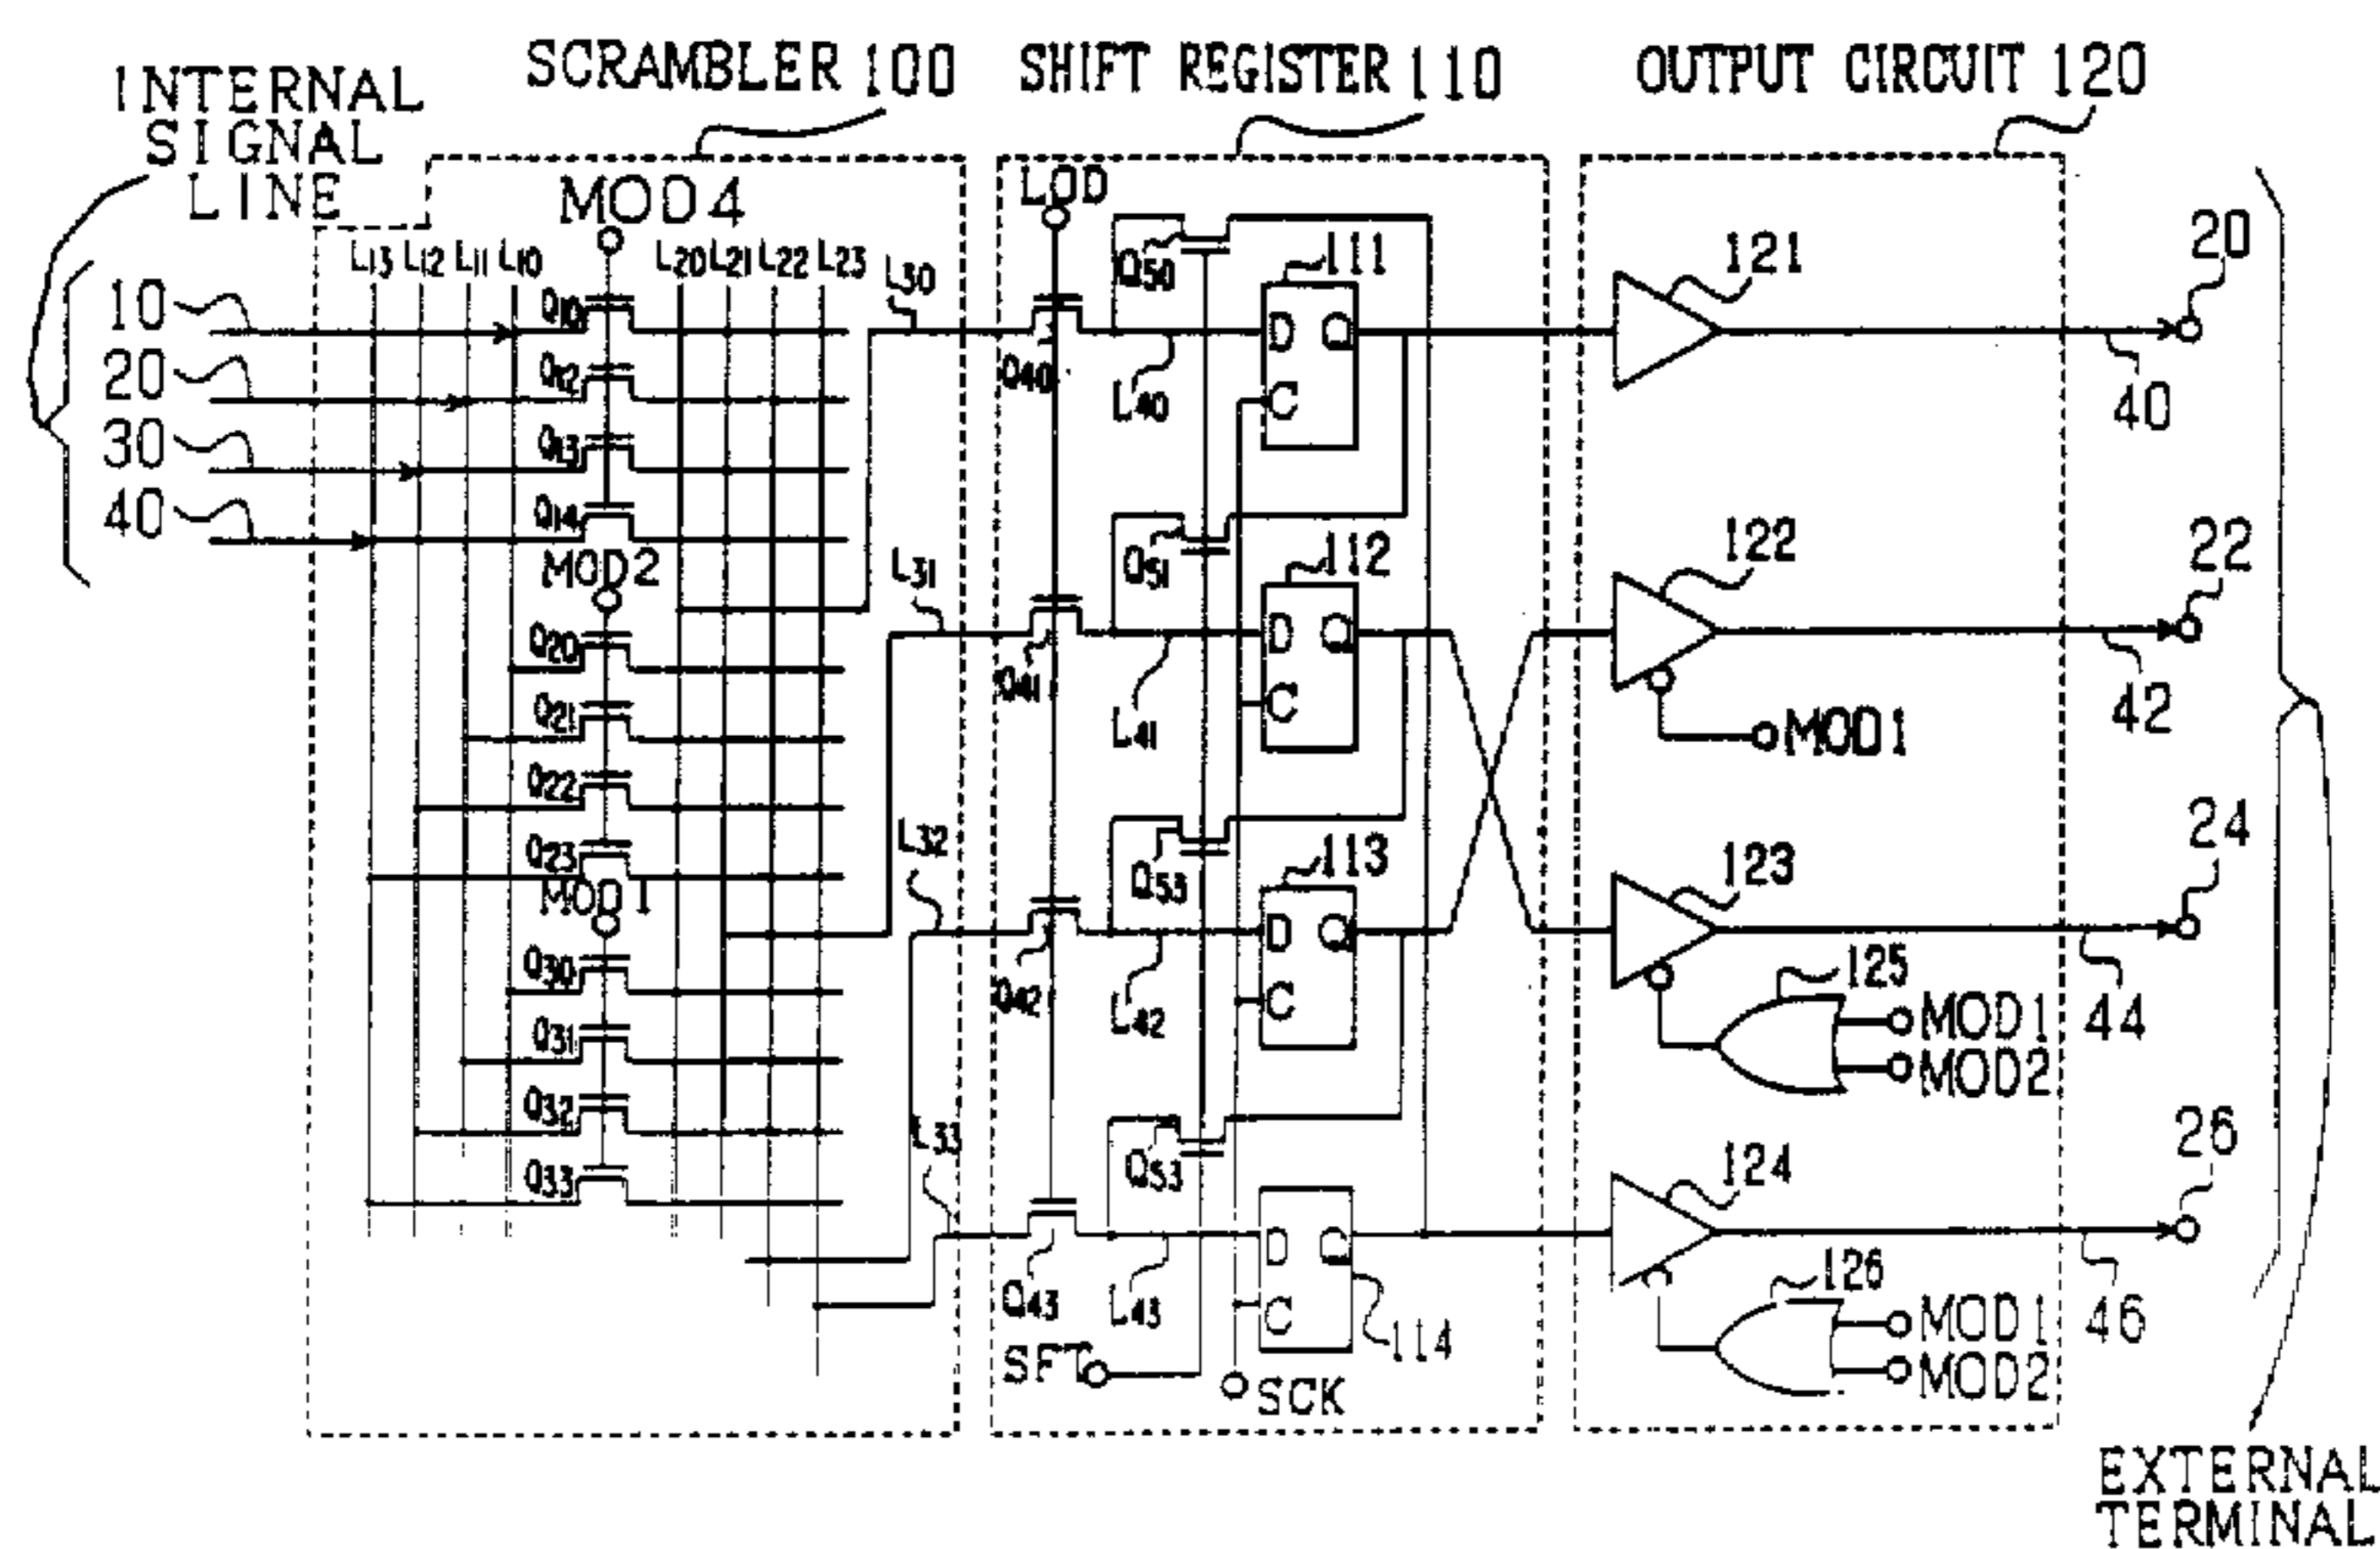 SCRAMBLER 100
SHIFT REGISTER 110
OUTPUT CIRCUIT 120
INTERNAL
SIGNAL
LINE
MOD4
LOD
L13 L12 L11 L10
L20 L21 L22 L23
L30
10
20
30
40
Q10
Q12
Q13
Q14
MOD2
Q20
Q21
Q22
Q23
MOD1
Q30
Q31
Q32
Q33
L31
L32
L33
Q40
Q41
Q42
Q43
Q50
Q51
Q53
Q53
L40
L41
L42
L43
111
D Q
C
112
D Q
C
113
D Q
C
114
D Q
C
SFT
SCK
121
122
MOD1
123
125
MOD1
MOD2
124
126
MOD1
MOD2
20
40
22
42
24
44
26
46
EXTERNAL
TERMINAL